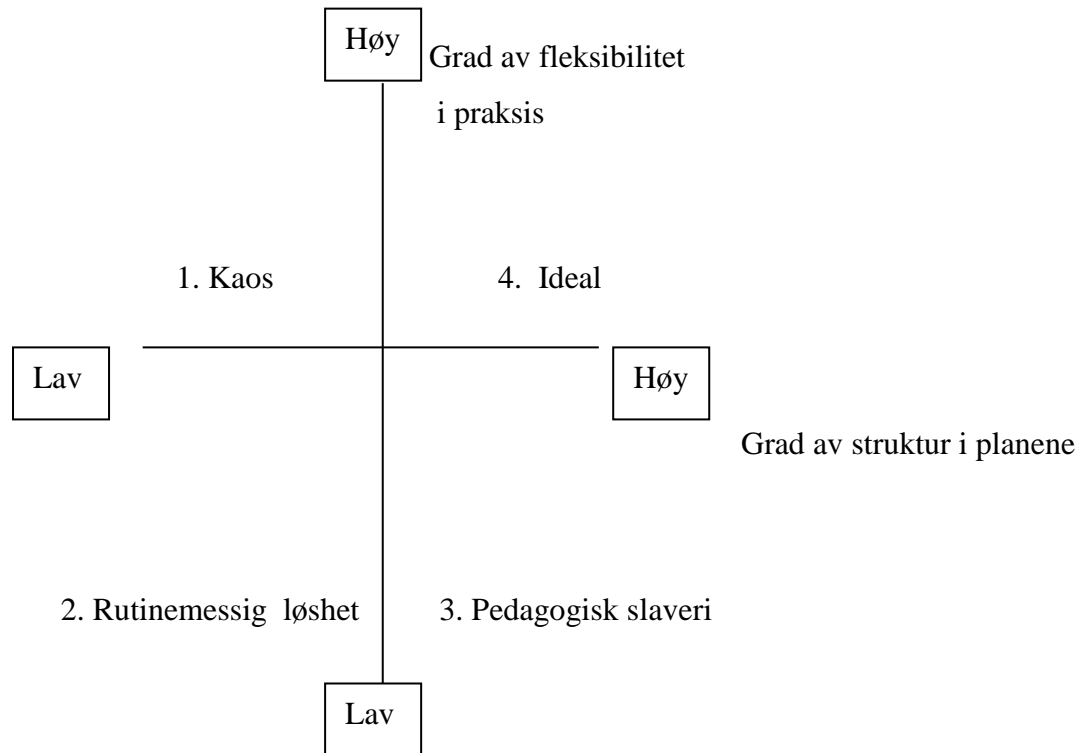 Høy
Grad av fleksibilitet
i praksis
1. Kaos
4. Ideal
Lav
Høy
Grad av struktur i planene
2. Rutinemessig løshet
3. Pedagogisk slaveri
Lav